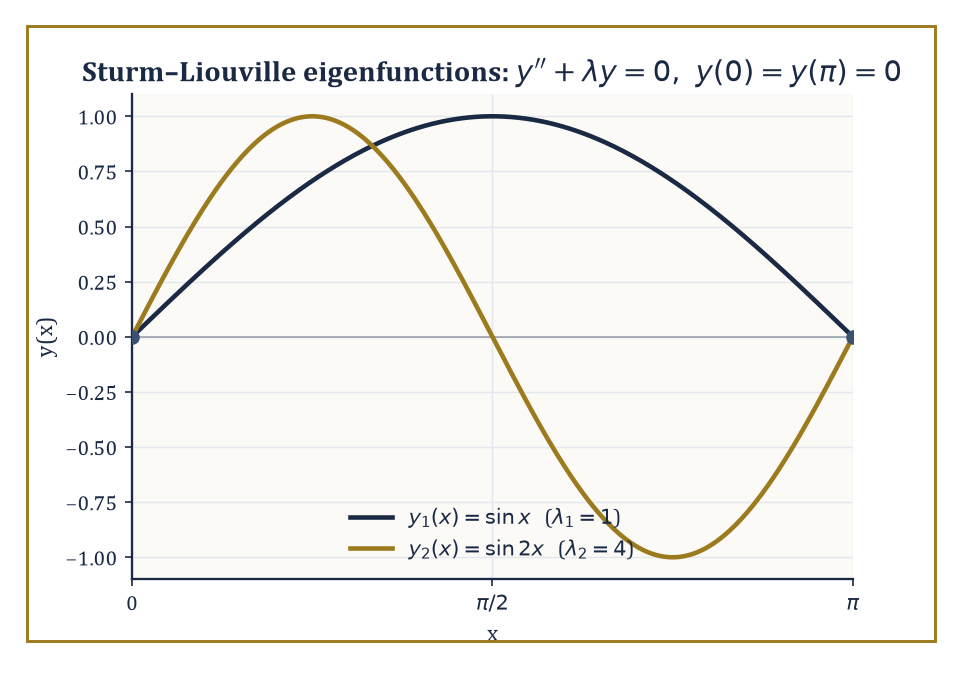 Sturm–Liouville eigenfunctions: y″ + λy = 0, y(0) = y(π) = 0
1.00
0.75
0.50
0.25
0.00
−0.25
−0.50
−0.75
−1.00
y(x)
y₁(x) = sin x (λ₁ = 1)
y₂(x) = sin 2x (λ₂ = 4)
0 π/2 π
x